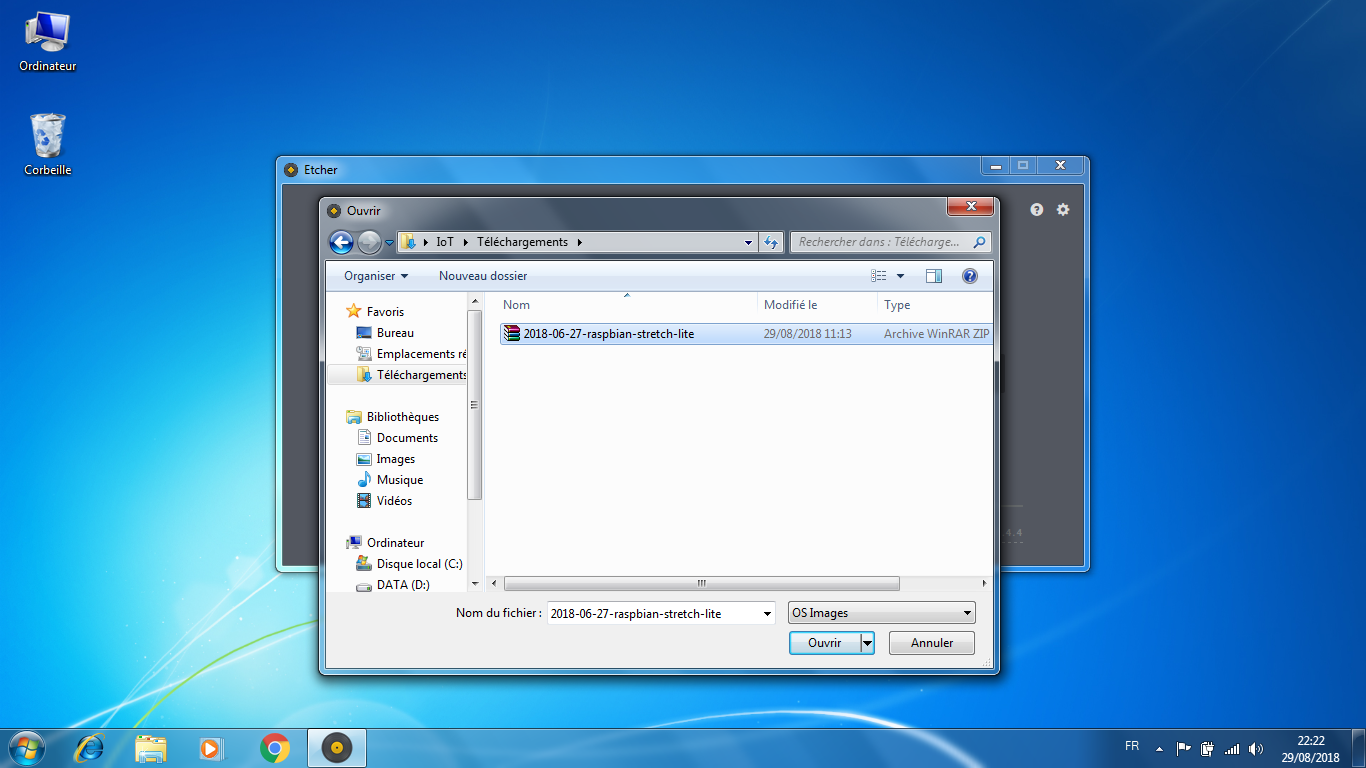 Ordinateur
Corbeille
Etcher
Ouvrir
IoT
Téléchargements
Rechercher dans : Télécharge...
Organiser
Nouveau dossier
Favoris
Bureau
Emplacements ré
Téléchargements
Bibliothèques
Documents
Images
Musique
Vidéos
Ordinateur
Disque local (C:)
DATA (D:)
Nom Modifié le Type
2018-06-27-raspbian-stretch-lite 29/08/2018 11:13 Archive WinRAR ZIP
.4.4
Nom du fichier : 2018-06-27-raspbian-stretch-lite OS Images
Ouvrir Annuler
FR
22:22
29/08/2018